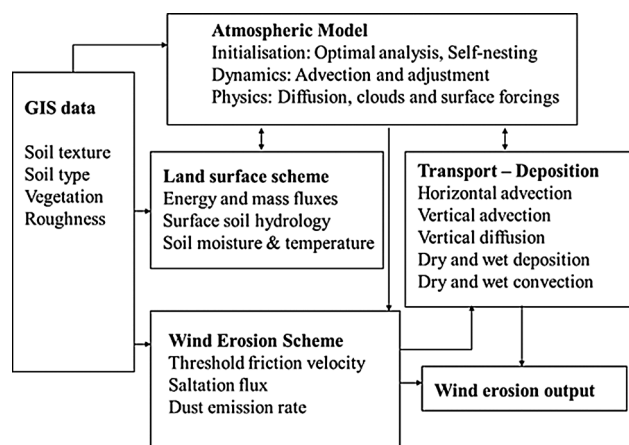 Atmospheric Model
Initialisation: Optimal analysis, Self-nesting
Dynamics: Advection and adjustment
Physics: Diffusion, clouds and surface forcings
GIS data
Soil texture
Soil type
Vegetation
Roughness
Land surface scheme
Energy and mass fluxes
Surface soil hydrology
Soil moisture & temperature
Transport – Deposition
Horizontal advection
Vertical advection
Vertical diffusion
Dry and wet deposition
Dry and wet convection
Wind Erosion Scheme
Threshold friction velocity
Saltation flux
Dust emission rate
Wind erosion output